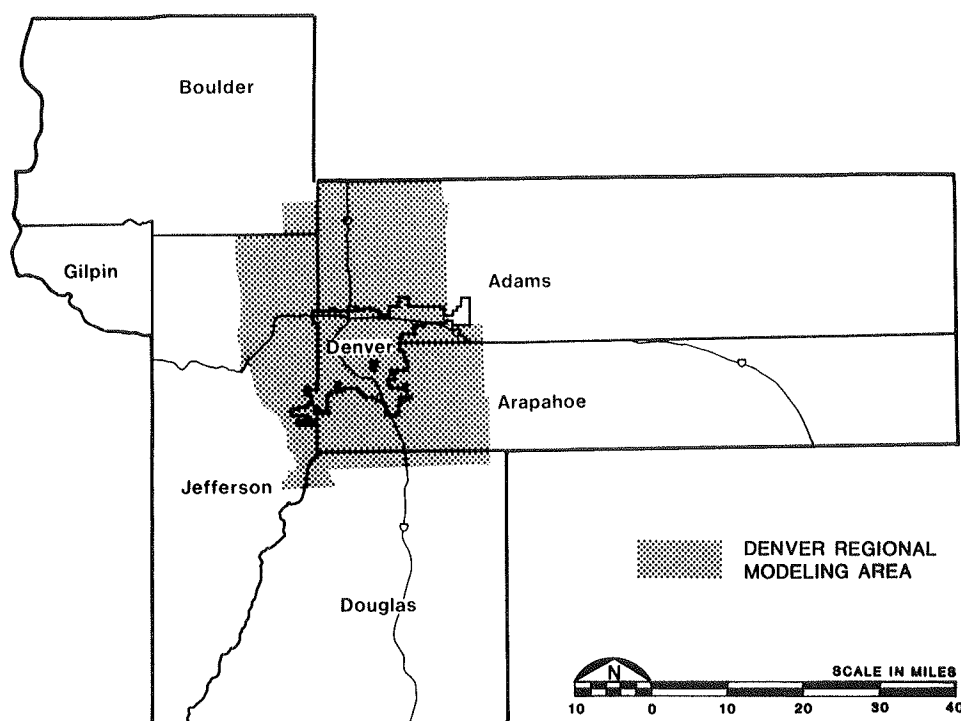 Boulder
Gilpin
Adams
Denver
Arapahoe
Jefferson
DENVER REGIONAL
MODELING AREA
Douglas
N
SCALE IN MILES
10 0 10 20 30 40